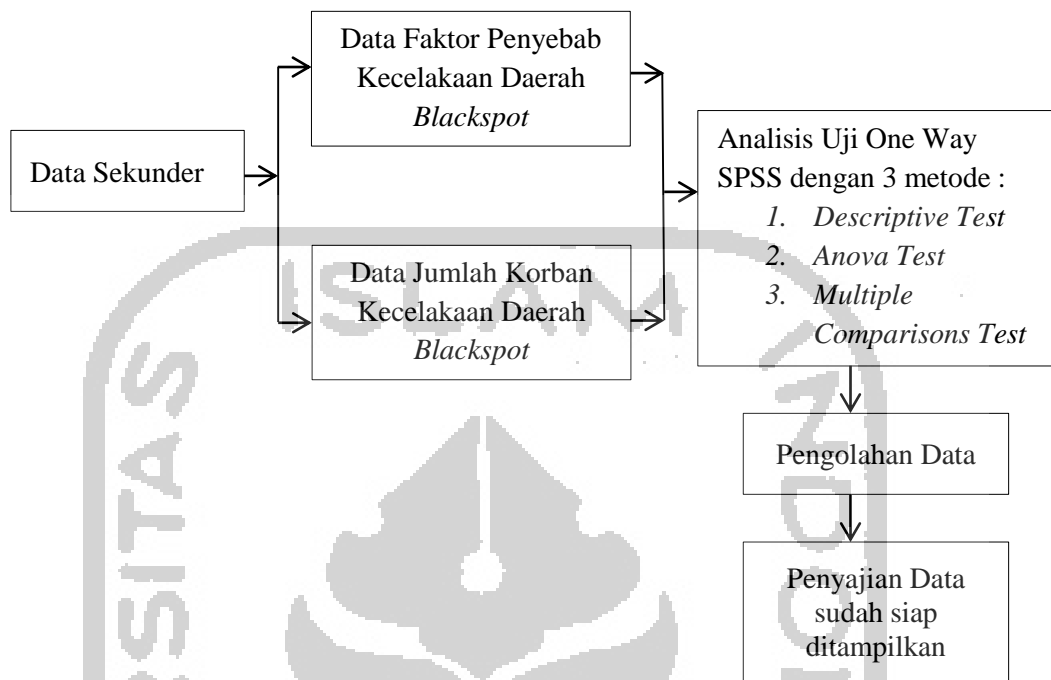 Data Sekunder
Data Faktor Penyebab
Kecelakaan Daerah
Blackspot
Data Jumlah Korban
Kecelakaan Daerah
Blackspot
Analisis Uji One Way
SPSS dengan 3 metode :
1. Descriptive Test
2. Anova Test
3. Multiple
Comparisons Test
Pengolahan Data
Penyajian Data
sudah siap
ditampilkan
ISLAM
SITAS